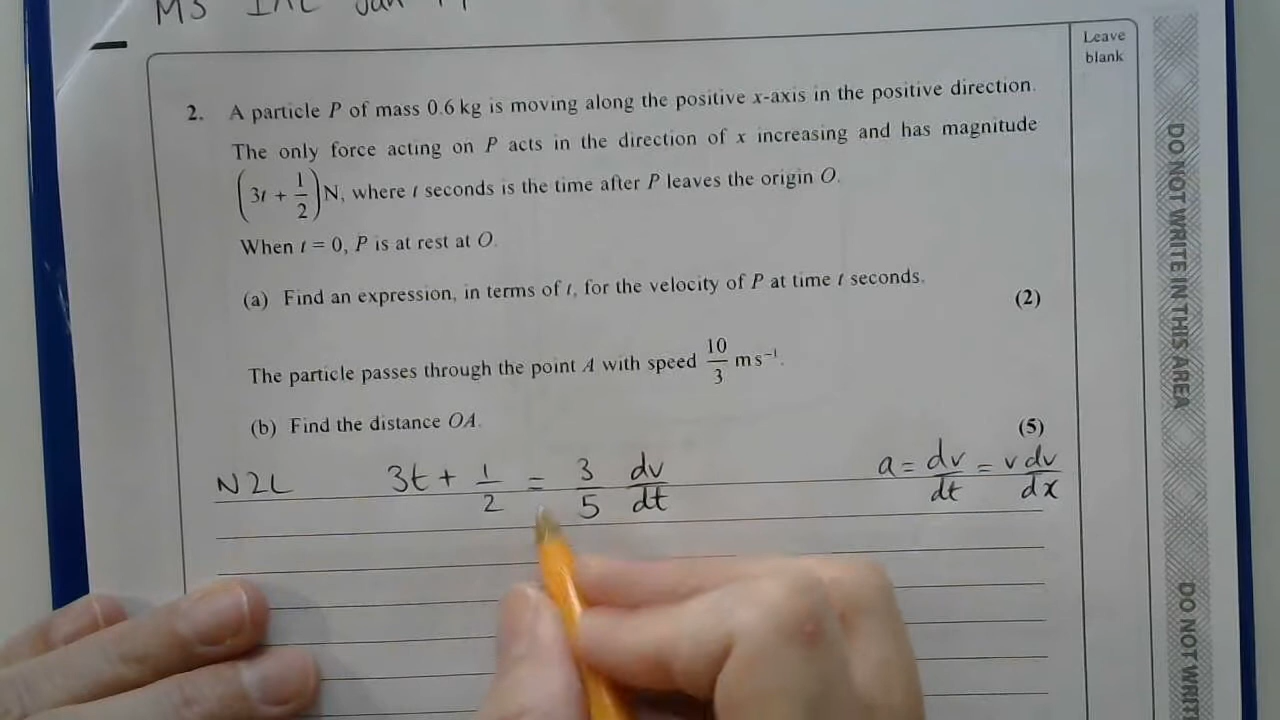 M3 IAL Jan
Leave
blank
2. A particle P of mass 0.6 kg is moving along the positive x-axis in the positive direction.
The only force acting on P acts in the direction of x increasing and has magnitude
(3t + 1/2) N, where t seconds is the time after P leaves the origin O.
When t = 0, P is at rest at O.
(a) Find an expression, in terms of t, for the velocity of P at time t seconds.
(2)
The particle passes through the point A with speed 10/3 m s⁻¹.
(b) Find the distance OA.
(5)
N2L 3t + 1/2 = 3/5 dv/dt a = dv/dt = v dv/dx
DO NOT WRITE IN THIS AREA
DO NOT WRIT